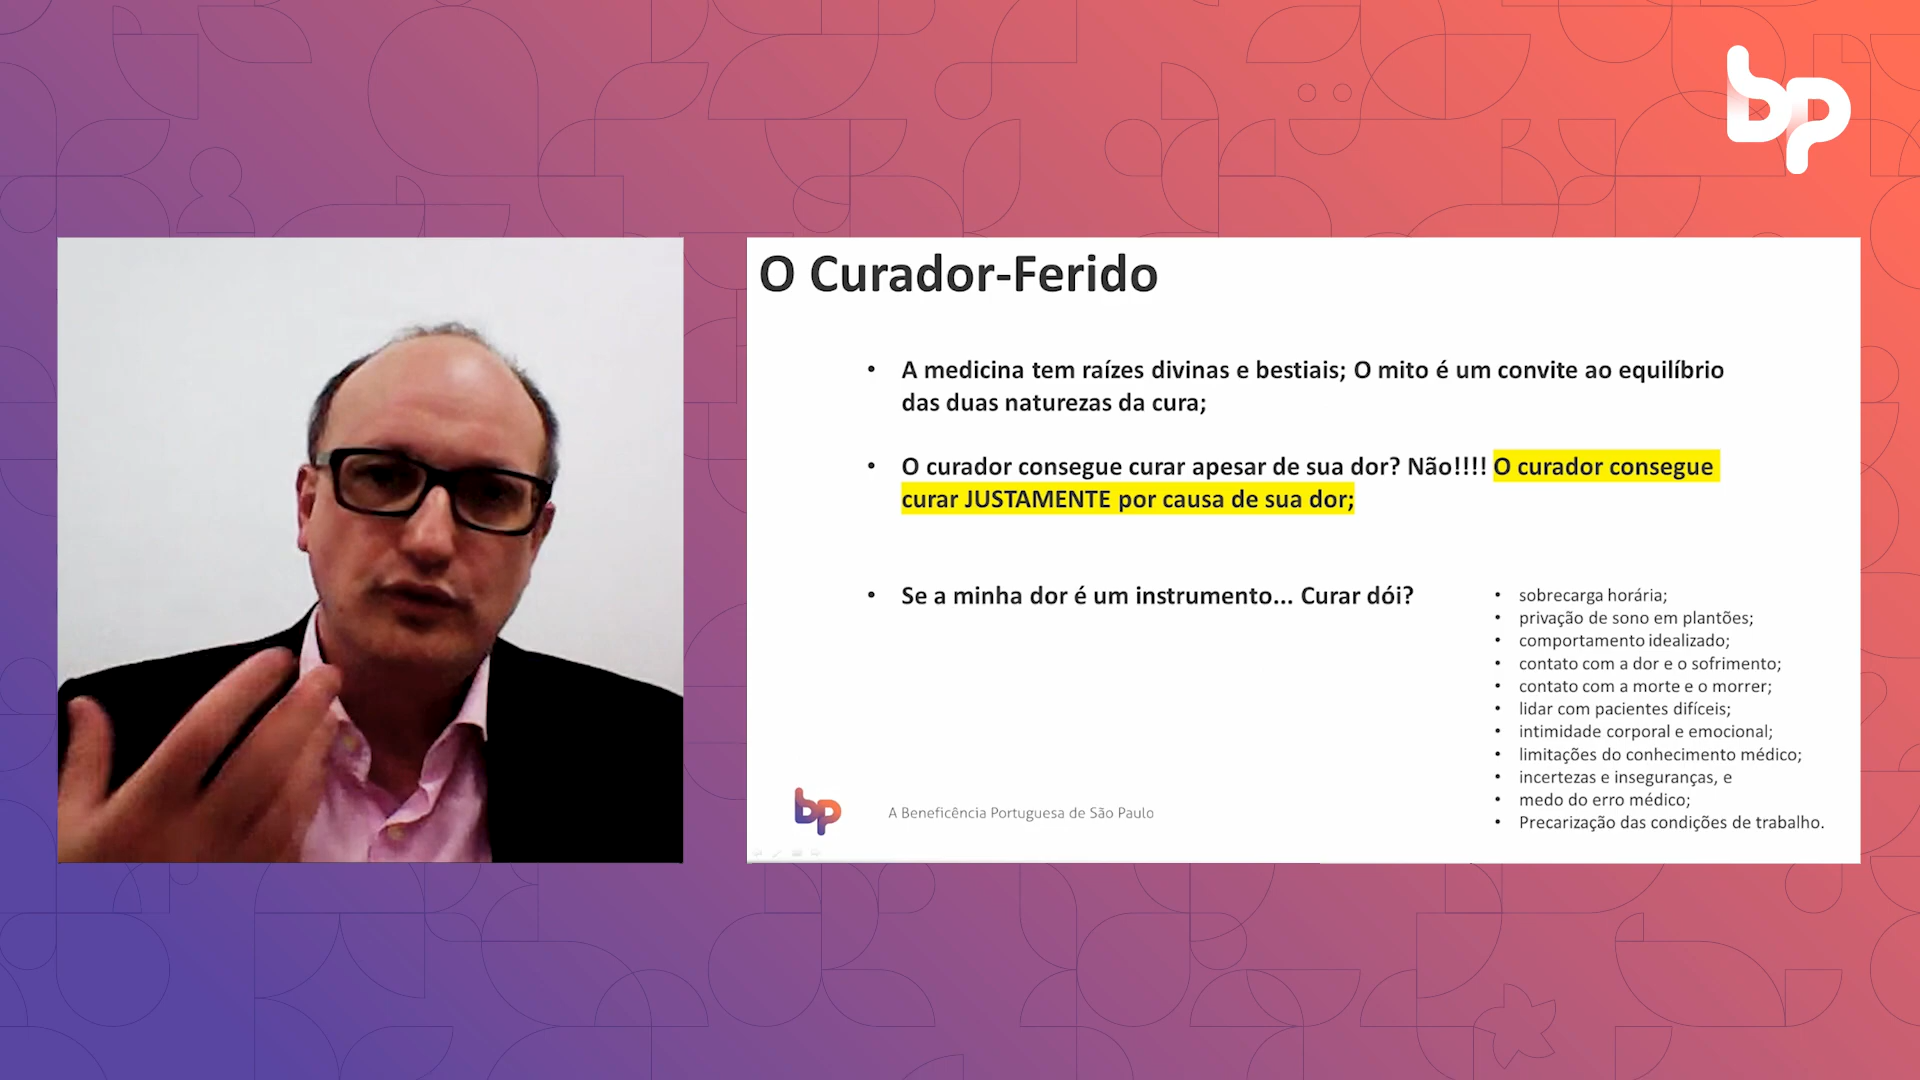 bp
O Curador-Ferido
• A medicina tem raízes divinas e bestiais; O mito é um convite ao equilíbrio
das duas naturezas da cura;
• O curador consegue curar apesar de sua dor? Não!!!! O curador consegue
curar JUSTAMENTE por causa de sua dor;
• Se a minha dor é um instrumento... Curar dói?
• sobrecarga horária;
• privação de sono em plantões;
• comportamento idealizado;
• contato com a dor e o sofrimento;
• contato com a morte e o morrer;
• lidar com pacientes difíceis;
• intimidade corporal e emocional;
• limitações do conhecimento médico;
• incertezas e inseguranças, e
• medo do erro médico;
• Precarização das condições de trabalho.
bp A Beneficência Portuguesa de São Paulo